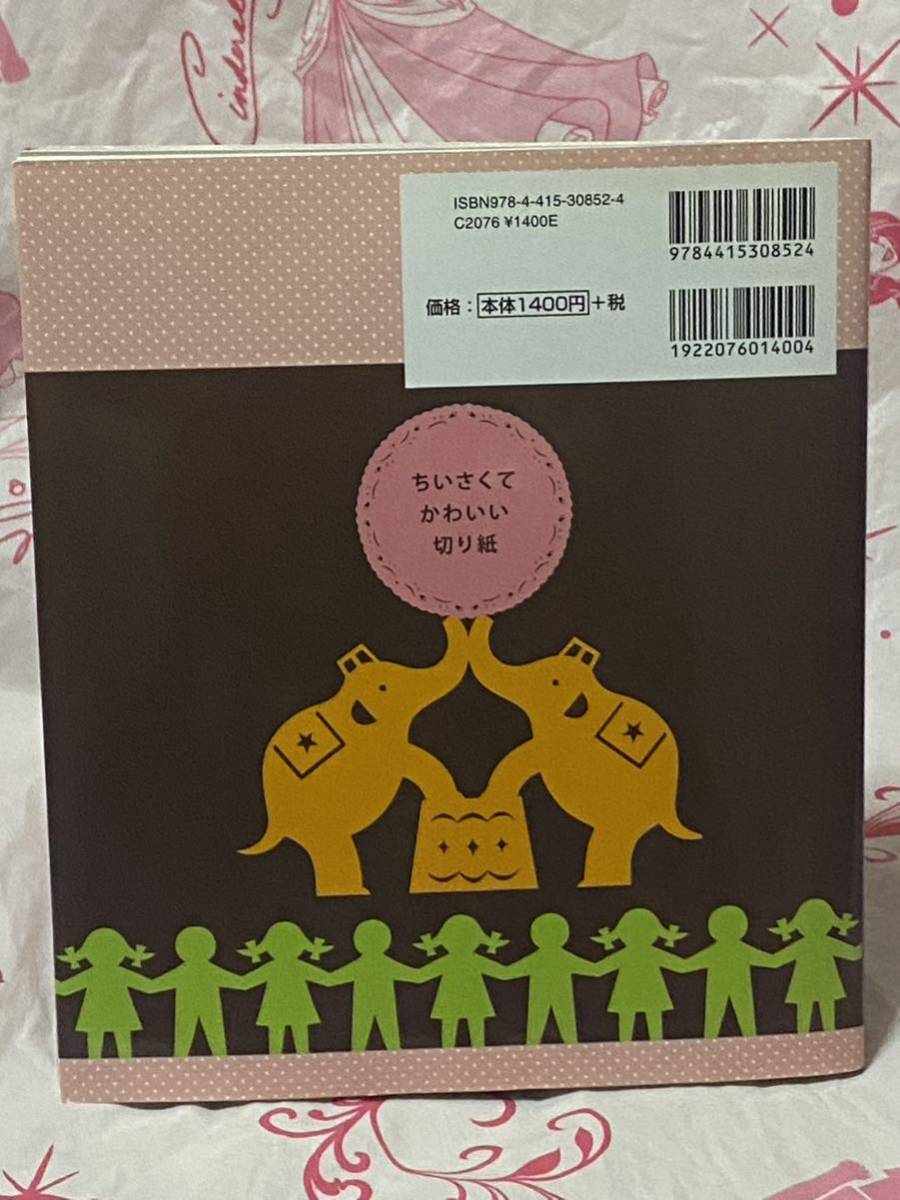 Cinderel
ISBN978-4-415-30852-4
C2076 ¥1400E
9784415308524
価格：本体1400円+税
1922076014004
ちいさくて
かわいい
切り紙